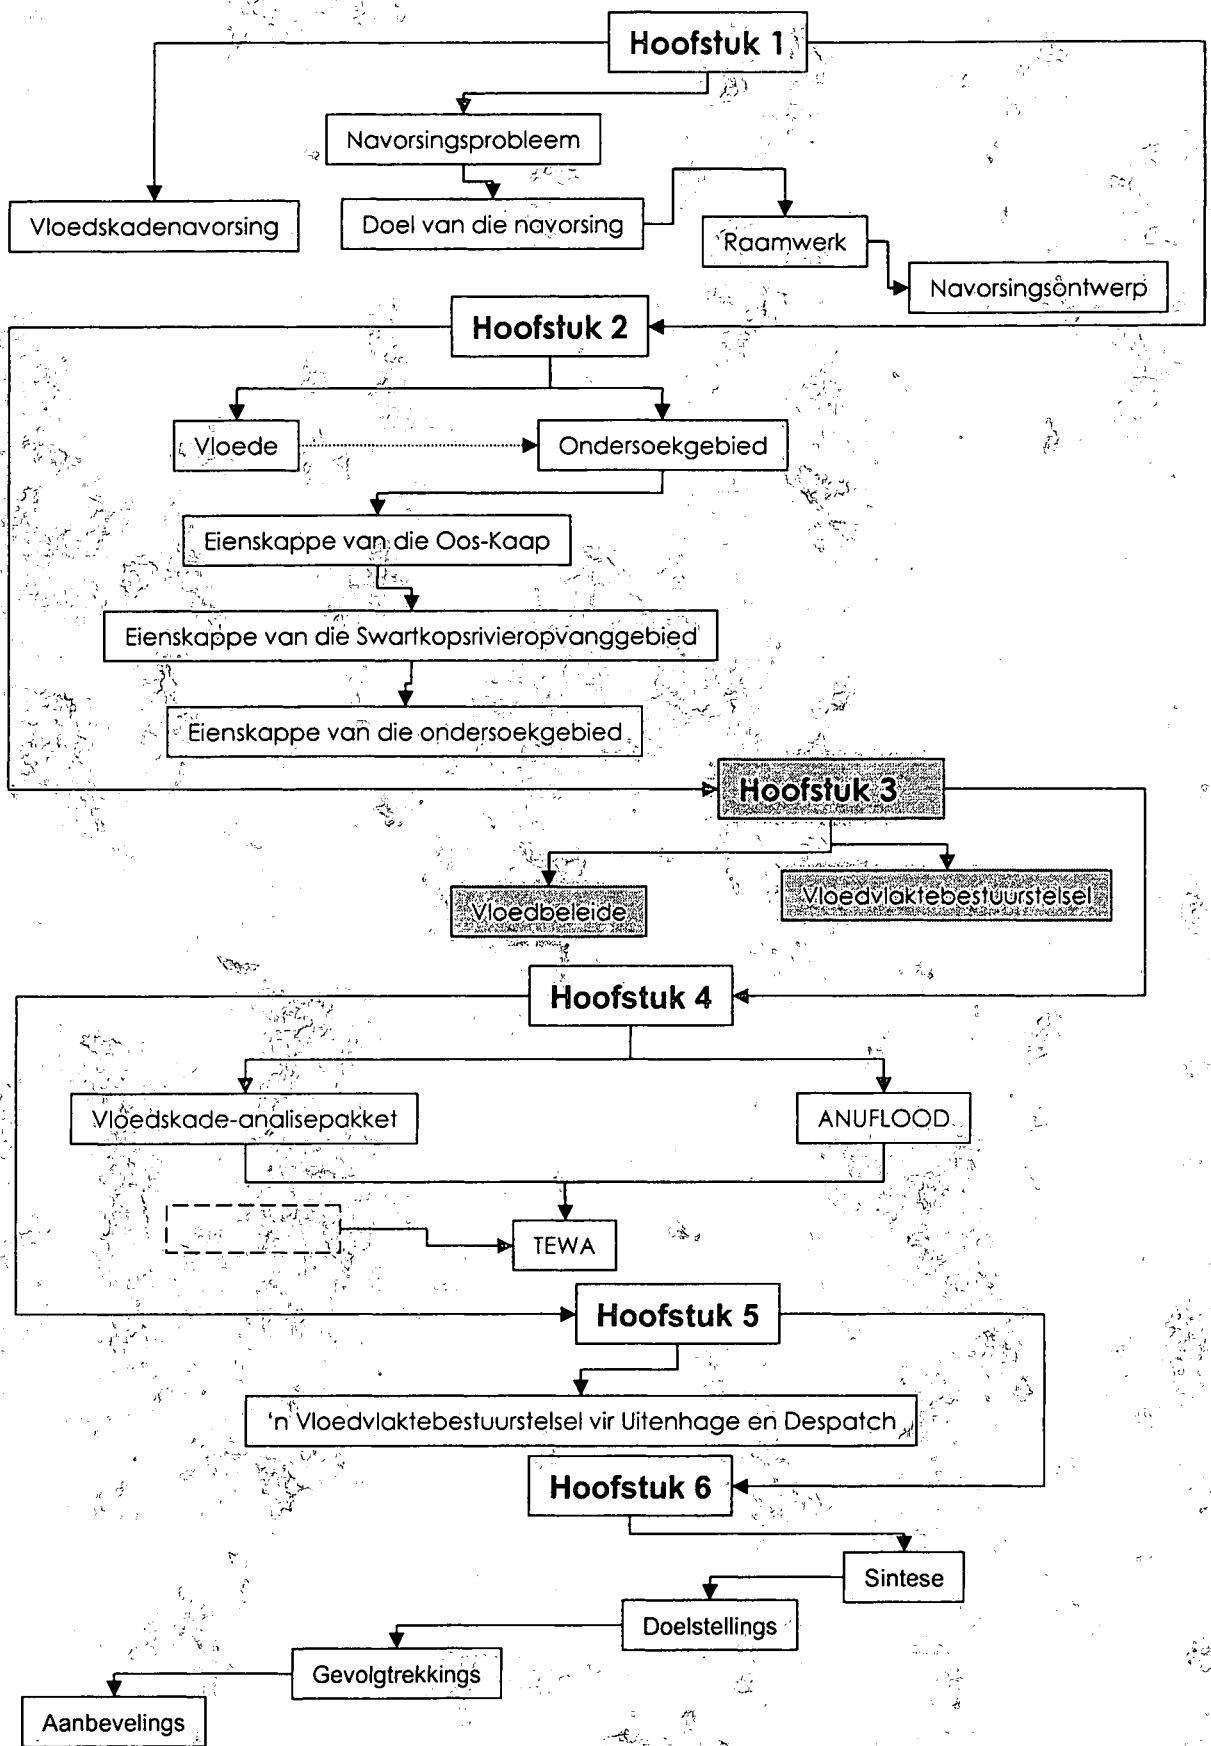 Hoofstuk 1
Navorsingsprobleem
Vloedskadenavorsing
Doel van die navorsing
Raamwerk
Navorsingsontwerp
Hoofstuk 2
Vloede
Ondersoekgebied
Eienskappe van die Oos-Kaap
Eienskappe van die Swartkopsrivieropvanggebied
Eienskappe van die ondersoekgebied
Hoofstuk 3
Vloedbeleide
Vloedvlaktebestuurstelsel
Hoofstuk 4
Vloedskade-analisepakket
ANUFLOOD
TEWA
Hoofstuk 5
'n Vloedvlaktebestuurstelsel vir Uitenhage en Despatch
Hoofstuk 6
Sintese
Doelstellings
Gevolgtrekkings
Aanbevelings